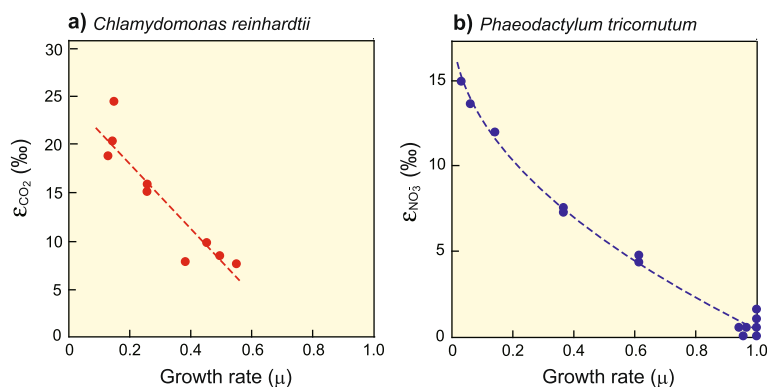 a) Chlamydomonas reinhardtii
30
25
20
15
10
5
0
εCO₂ (‰)
0 0.2 0.4 0.6 0.8 1.0
Growth rate (μ)
b) Phaeodactylum tricornutum
15
10
5
0
εNO₃⁻ (‰)
0 0.2 0.4 0.6 0.8 1.0
Growth rate (μ)